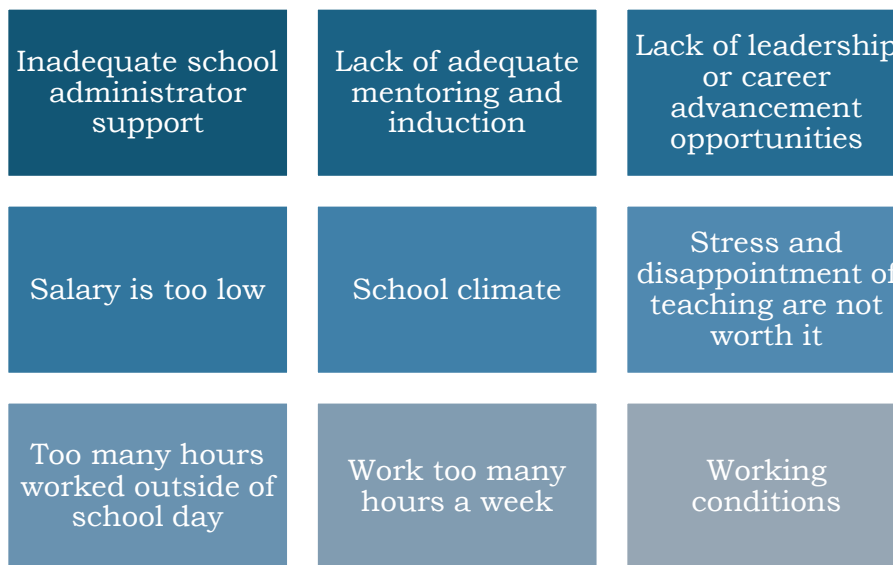 Inadequate school
administrator
support
Lack of adequate
mentoring and
induction
Lack of leadership
or career
advancement
opportunities
Salary is too low
School climate
Stress and
disappointment of
teaching are not
worth it
Too many hours
worked outside of
school day
Work too many
hours a week
Working
conditions